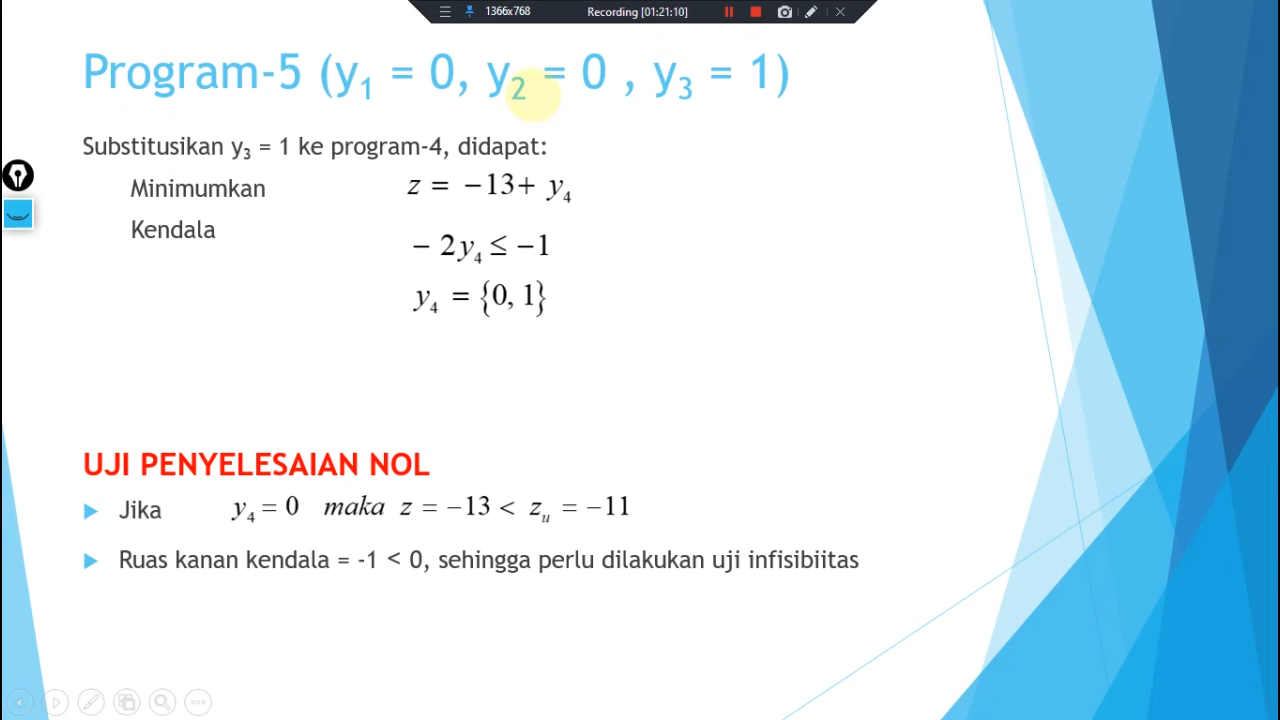 1366x768 Recording [01:21:10]
Program-5 (y₁ = 0, y₂ = 0 , y₃ = 1)
Substitusikan y₃ = 1 ke program-4, didapat:
Minimumkan z = −13+ y₄
Kendala
− 2y₄ ≤ −1
y₄ = {0, 1}
UJI PENYELESAIAN NOL
Jika y₄ = 0 maka z = −13 < zᵤ = −11
Ruas kanan kendala = -1 < 0, sehingga perlu dilakukan uji infisibiitas